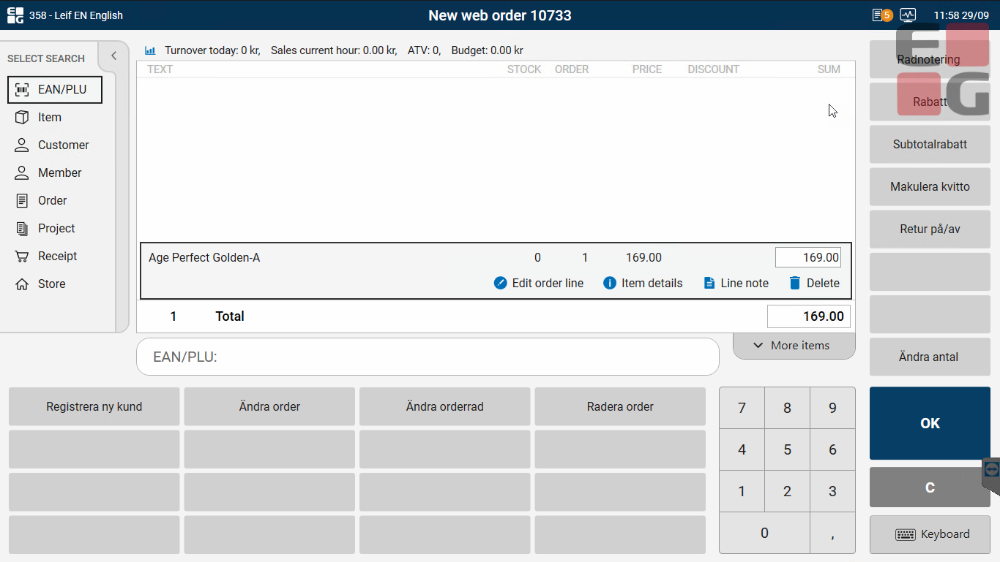 358 - Leif EN English
New web order 10733
5
11:58 29/09
SELECT SEARCH
EAN/PLU
Item
Customer
Member
Order
Project
Receipt
Store
Turnover today: 0 kr, Sales current hour: 0.00 kr, ATV: 0, Budget: 0.00 kr
TEXT STOCK ORDER PRICE DISCOUNT SUM
Age Perfect Golden-A 0 1 169.00 169.00
Edit order line Item details Line note Delete
1 Total 169.00
EAN/PLU:
More items
EG
Radnotering
Rabatt
Subtotalrabatt
Makulera kvitto
Retur på/av
Ändra antal
Registrera ny kund Ändra order Ändra orderrad Radera order
7 8 9
4 5 6
1 2 3
0 ,
OK
C
Keyboard